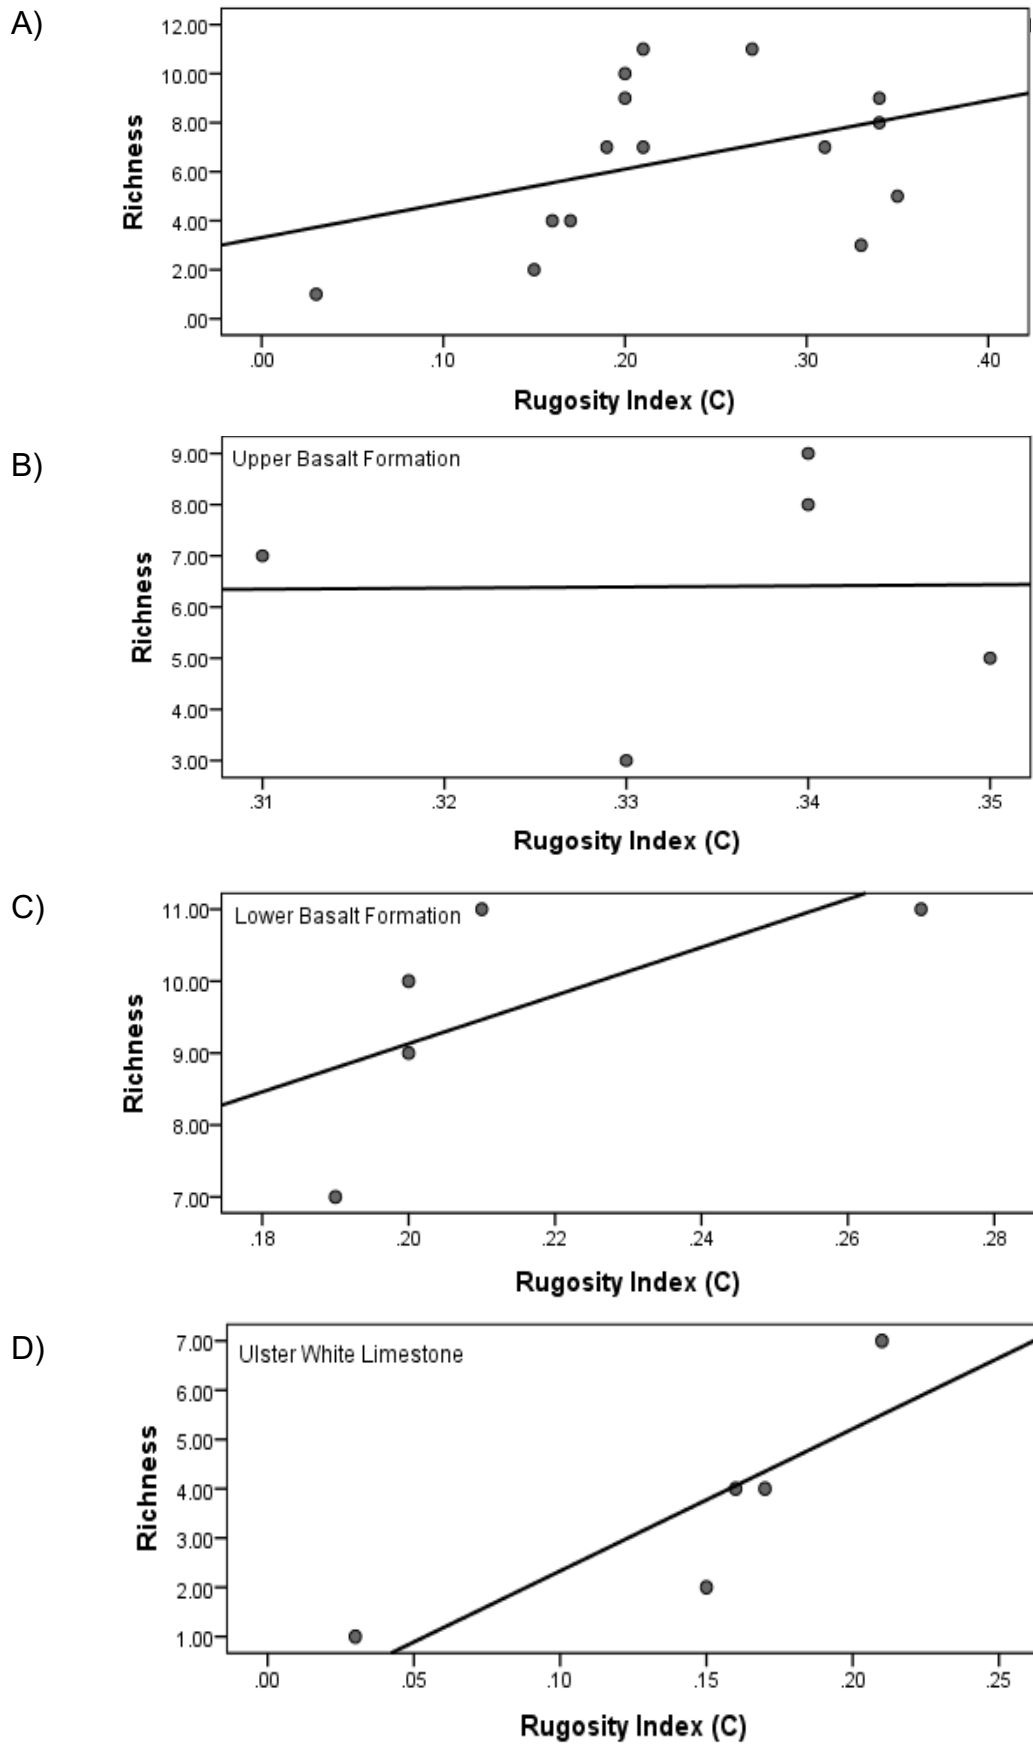 A)
12.00
10.00
8.00
6.00
4.00
2.00
.00
Richness
.00 .10 .20 .30 .40
Rugosity Index (C)
B)
Upper Basalt Formation
9.00
8.00
7.00
6.00
5.00
4.00
3.00
Richness
.31 .32 .33 .34 .35
Rugosity Index (C)
C)
Lower Basalt Formation
11.00
10.00
9.00
8.00
7.00
Richness
.18 .20 .22 .24 .26 .28
Rugosity Index (C)
D)
Ulster White Limestone
7.00
6.00
5.00
4.00
3.00
2.00
1.00
Richness
.00 .05 .10 .15 .20 .25
Rugosity Index (C)